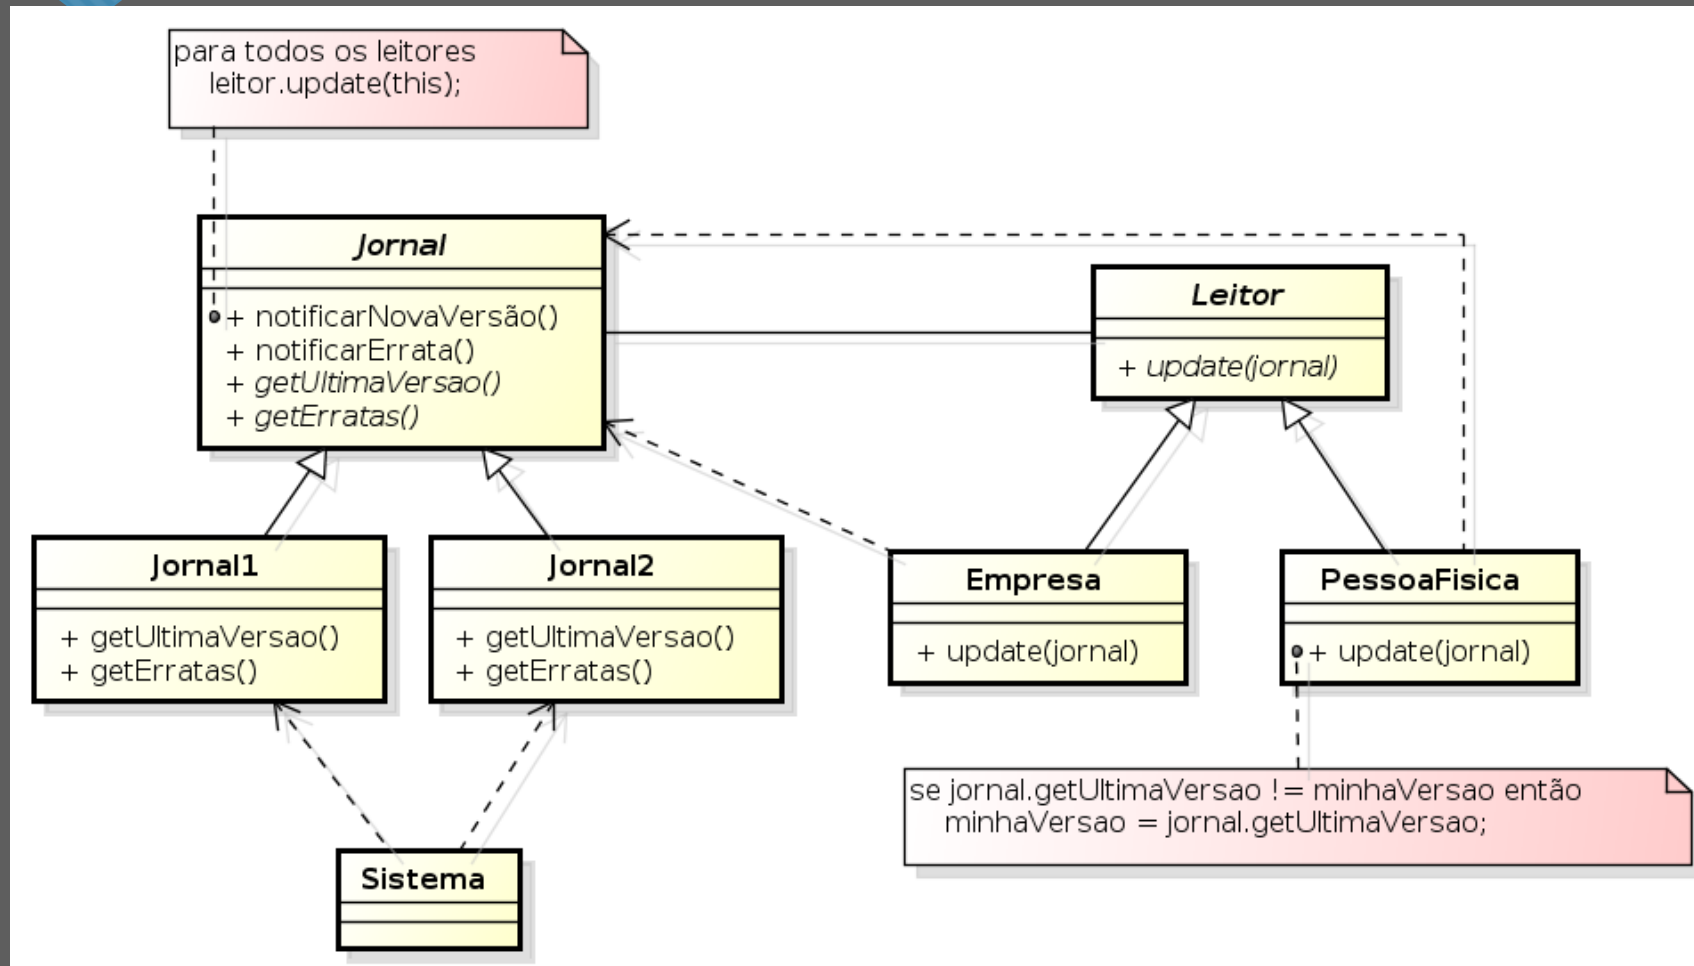 para todos os leitores
leitor.update(this);
Jornal
+ notificarNovaVersão()
+ notificarErrata()
+ getUltimaVersao()
+ getErratas()
Leitor
+ update(jornal)
Jornal1
+ getUltimaVersao()
+ getErratas()
Jornal2
+ getUltimaVersao()
+ getErratas()
Empresa
+ update(jornal)
PessoaFisica
+ update(jornal)
se jornal.getUltimaVersao != minhaVersao então
minhaVersao = jornal.getUltimaVersao;
Sistema